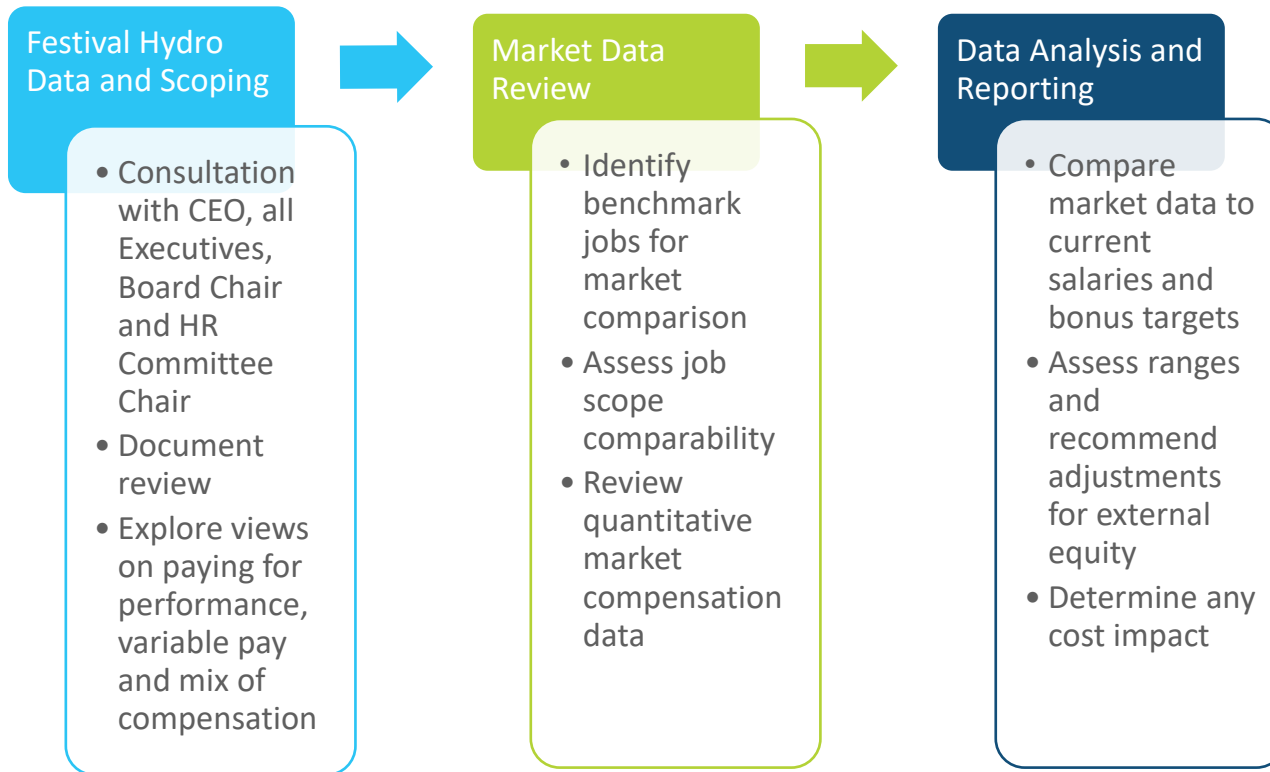 Festival Hydro
Data and Scoping
• Consultation
with CEO, all
Executives,
Board Chair
and HR
Committee
Chair
• Document
review
• Explore views
on paying for
performance,
variable pay
and mix of
compensation
Market Data
Review
• Identify
benchmark
jobs for
market
comparison
• Assess job
scope
comparability
• Review
quantitative
market
compensation
data
Data Analysis and
Reporting
• Compare
market data to
current
salaries and
bonus targets
• Assess ranges
and
recommend
adjustments
for external
equity
• Determine any
cost impact